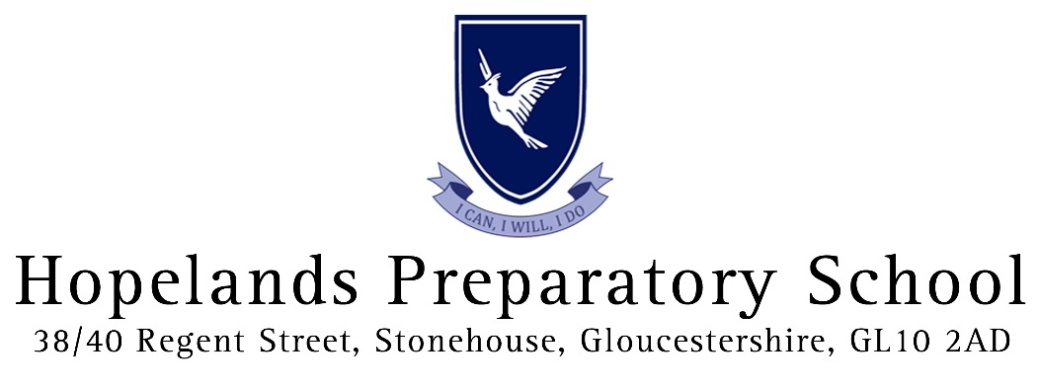 I CAN, I WILL, I DO
Hopelands Preparatory School
38/40 Regent Street, Stonehouse, Gloucestershire, GL10 2AD